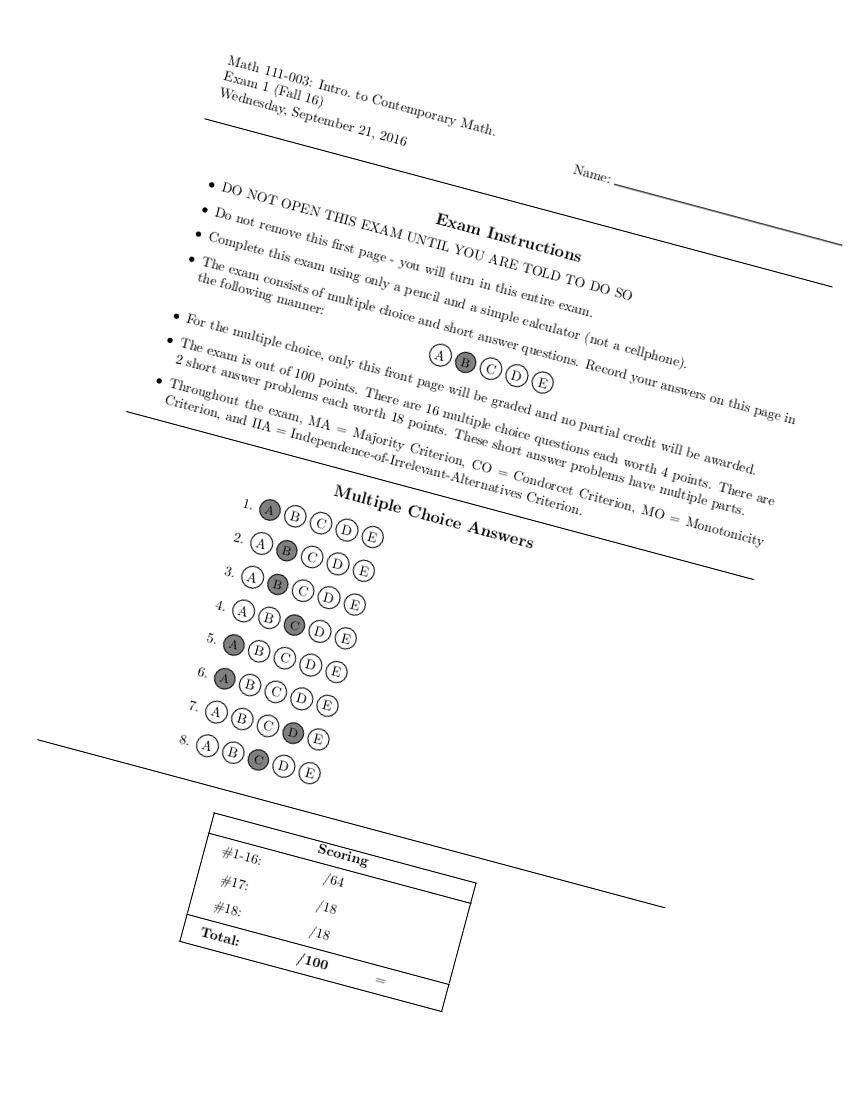 Math 111-003: Intro. to Contemporary Math.
Exam 1 (Fall 16)
Wednesday, September 21, 2016
Name:
Exam Instructions
• DO NOT OPEN THIS EXAM UNTIL YOU ARE TOLD TO DO SO
• Do not remove this first page - you will turn in this entire exam.
• Complete this exam using only a pencil and a simple calculator (not a cellphone).
• The exam consists of multiple choice and short answer questions. Record your answers on this page in
the following manner:
A B C D E
• For the multiple choice, only this front page will be graded and no partial credit will be awarded.
• The exam is out of 100 points. There are 16 multiple choice questions each worth 4 points. There are
2 short answer problems each worth 18 points. These short answer problems have multiple parts.
• Throughout the exam, MA = Majority Criterion, CO = Condorcet Criterion, MO = Monotonicity
Criterion, and IIA = Independence-of-Irrelevant-Alternatives Criterion.
Multiple Choice Answers
1. A B C D E
2. A B C D E
3. A B C D E
4. A B C D E
5. A B C D E
6. A B C D E
7. A B C D E
8. A B C D E
Scoring
#1-16: /64
#17: /18
#18: /18
Total: /100 =